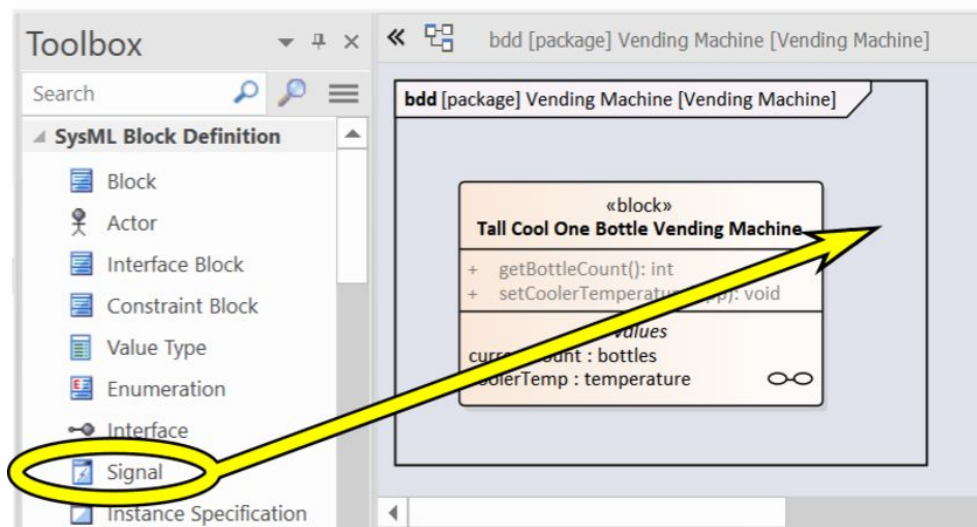 Toolbox
Search
SysML Block Definition
Block
Actor
Interface Block
Constraint Block
Value Type
Enumeration
Interface
Signal
Instance Specification
bdd [package] Vending Machine [Vending Machine]
bdd [package] Vending Machine [Vending Machine]
«block»
Tall Cool One Bottle Vending Machine
+ getBottleCount(): int
+ void
values
: bottles
: temperature